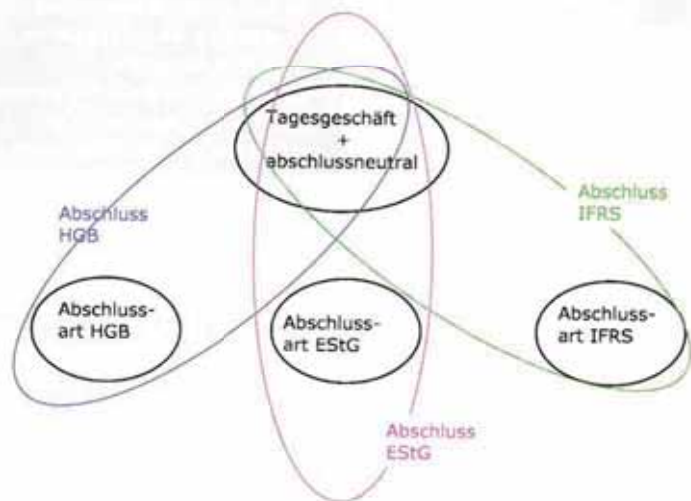 Tagesgeschäft
+
abschlussneutral
Abschluss
HGB
Abschluss
IFRS
Abschluss-
art HGB
Abschluss-
art EStG
Abschluss-
art IFRS
Abschluss
EStG